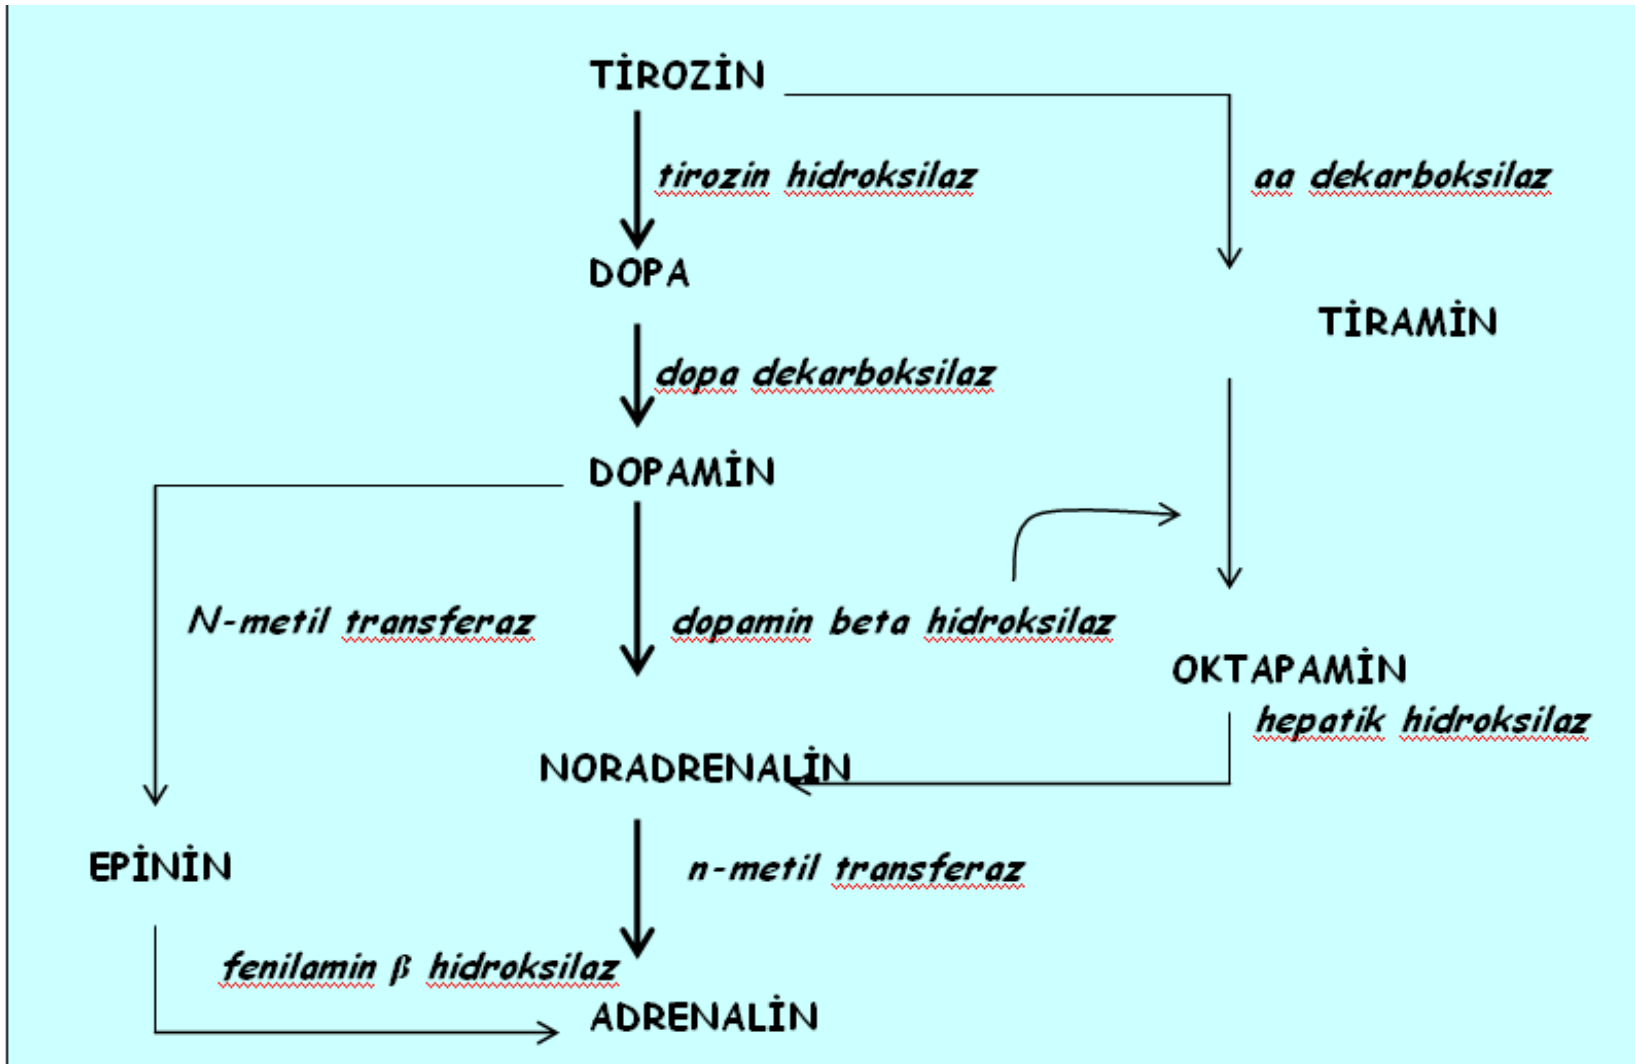 TİROZİN
tirozin hidroksilaz
aa dekarboksilaz
DOPA
TİRAMİN
dopa dekarboksilaz
DOPAMİN
N-metil transferaz
dopamin beta hidroksilaz
OKTAPAMİN
hepatik hidroksilaz
NORADRENALİN
EPİNİN
n-metil transferaz
fenilamin β hidroksilaz
ADRENALİN